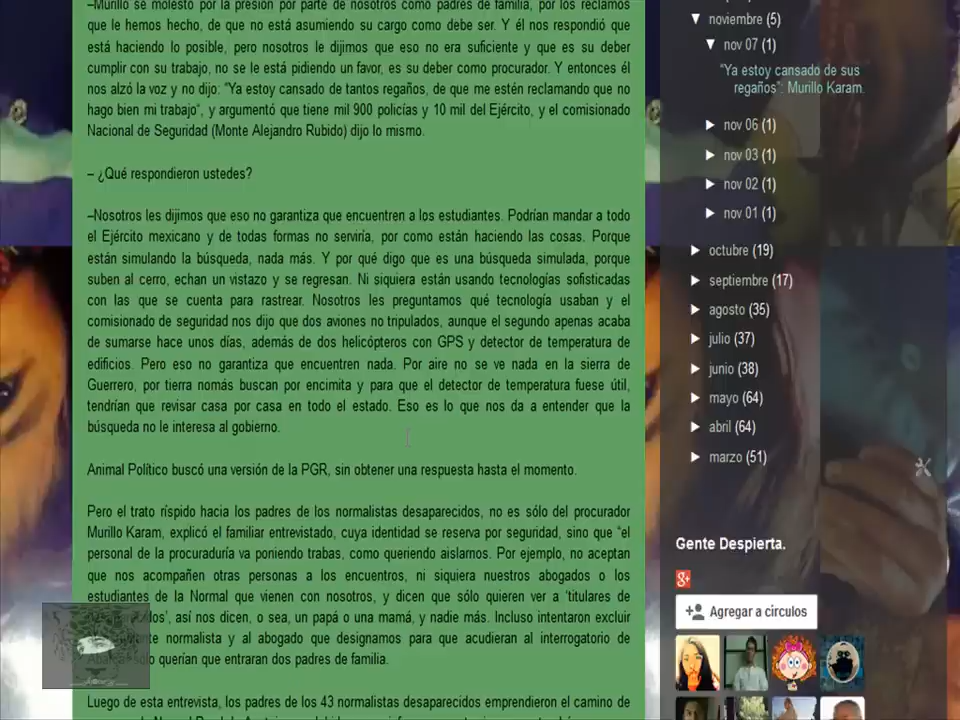 –Murillo se molestó por la presión por parte de nosotros como padres de familia, por los reclamos
que le hemos hecho, de que no está asumiendo su cargo como debe ser. Y él nos respondió que
está haciendo lo posible, pero nosotros le dijimos que eso no era suficiente y que es su deber
cumplir con su trabajo, no se le está pidiendo un favor, es su deber como procurador. Y entonces él
nos alzó la voz y no dijo: “Ya estoy cansado de tantos regaños, de que me estén reclamando que no
hago bien mi trabajo”, y argumentó que tiene mil 900 policías y 10 mil del Ejército, y el comisionado
Nacional de Seguridad (Monte Alejandro Rubido) dijo lo mismo.
– ¿Qué respondieron ustedes?
–Nosotros les dijimos que eso no garantiza que encuentren a los estudiantes. Podrían mandar a todo
el Ejército mexicano y de todas formas no serviría, por como están haciendo las cosas. Porque
están simulando la búsqueda, nada más. Y por qué digo que es una búsqueda simulada, porque
suben al cerro, echan un vistazo y se regresan. Ni siquiera están usando tecnologías sofisticadas
con las que se cuenta para rastrear. Nosotros les preguntamos qué tecnología usaban y el
comisionado de seguridad nos dijo que dos aviones no tripulados, aunque el segundo apenas acaba
de sumarse hace unos días, además de dos helicópteros con GPS y detector de temperatura de
edificios. Pero eso no garantiza que encuentren nada. Por aire no se ve nada en la sierra de
Guerrero, por tierra nomás buscan por encimita y para que el detector de temperatura fuese útil,
tendrían que revisar casa por casa en todo el estado. Eso es lo que nos da a entender que la
búsqueda no le interesa al gobierno.
Animal Político buscó una versión de la PGR, sin obtener una respuesta hasta el momento.
Pero el trato ríspido hacia los padres de los normalistas desaparecidos, no es sólo del procurador
Murillo Karam, explicó el familiar entrevistado, cuya identidad se reserva por seguridad, sino que “el
personal de la procuraduría va poniendo trabas, como queriendo aislarnos. Por ejemplo, no aceptan
que nos acompañen otras personas a los encuentros, ni siquiera nuestros abogados o los
estudiantes de la Normal que vienen con nosotros, y dicen que sólo quieren ver a ‘titulares de
así nos dicen, o sea, un papá o una mamá, y nadie más. Incluso intentaron excluir
normalista y al abogado que designamos para que acudieran al interrogatorio de
sólo querían que entraran dos padres de familia.
Luego de esta entrevista, los padres de los 43 normalistas desaparecidos emprendieron el camino de
noviembre (5)
nov 07 (1)
“Ya estoy cansado de sus
regaños”: Murillo Karam.
nov 06 (1)
nov 03 (1)
nov 02 (1)
nov 01 (1)
octubre (19)
septiembre (17)
agosto (35)
julio (37)
junio (38)
mayo (64)
abril (64)
marzo (51)
Gente Despierta.
g+
Agregar a círculos